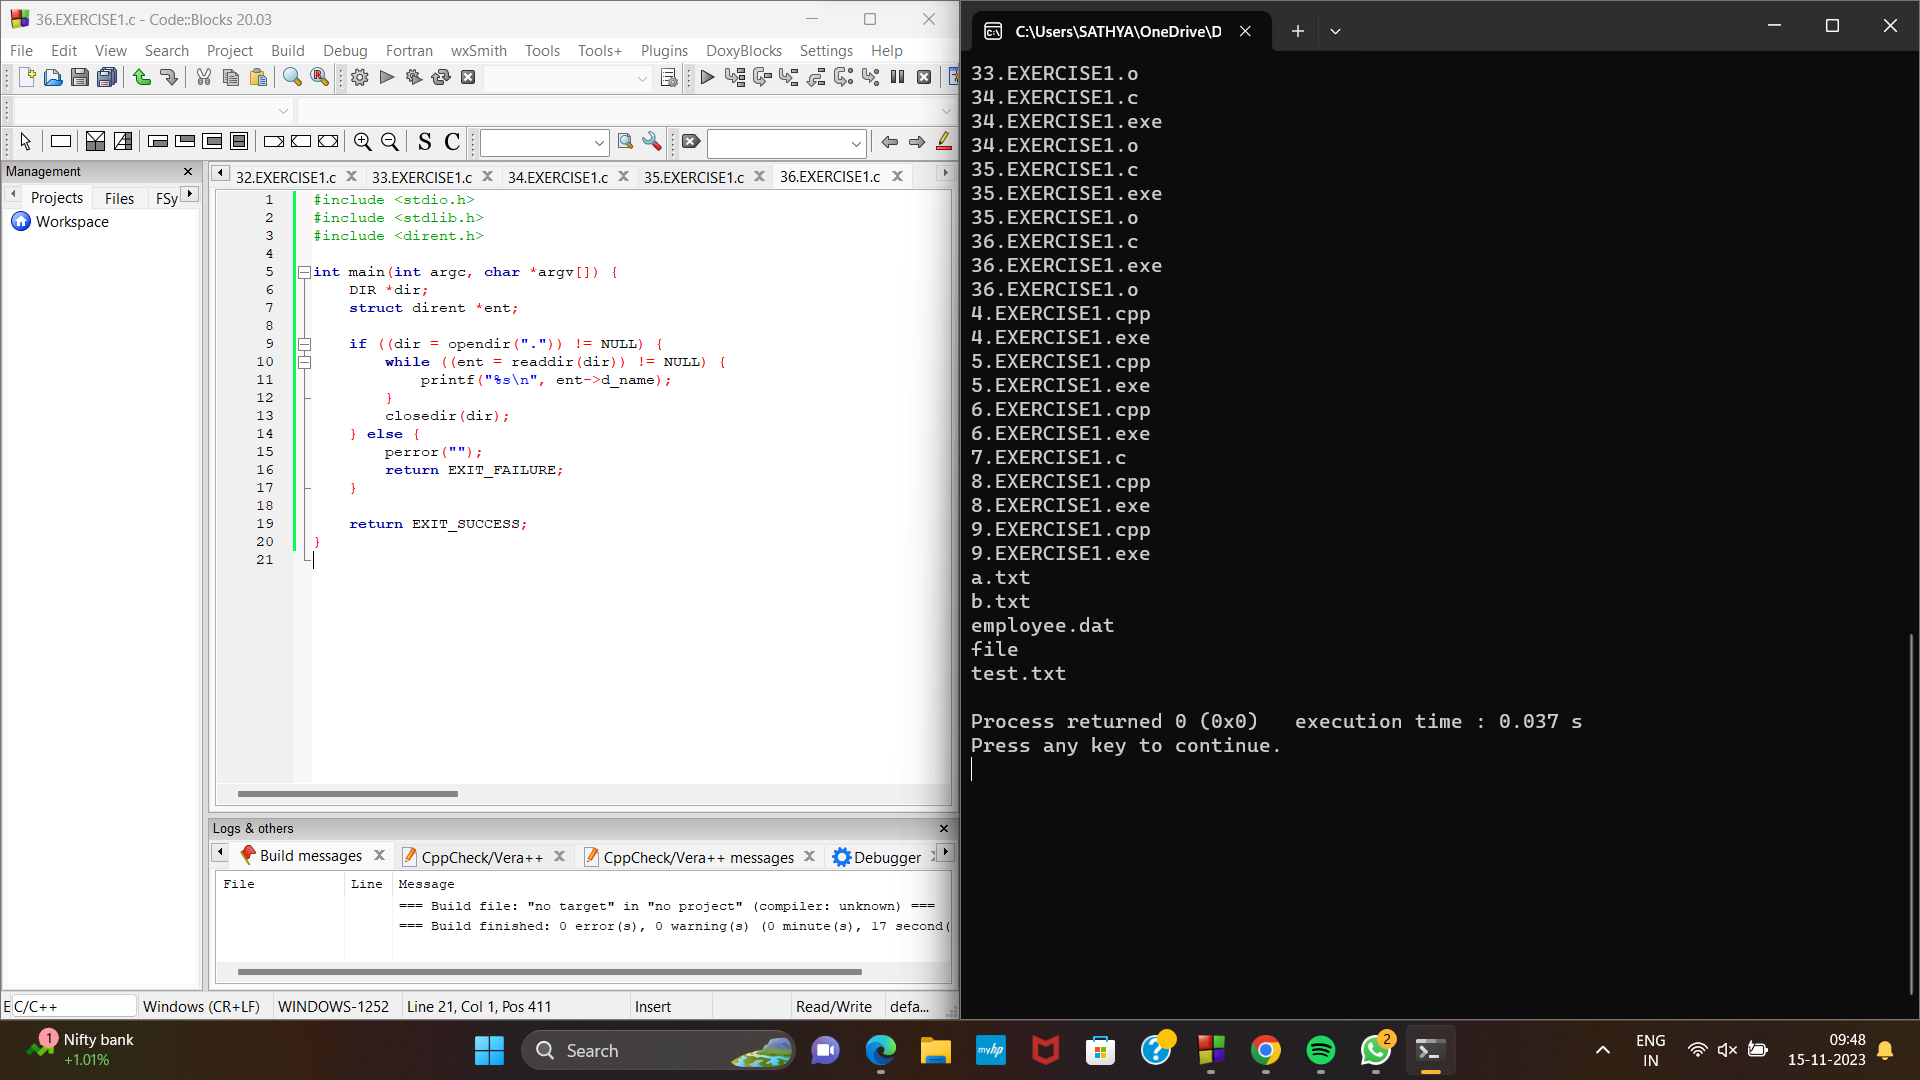 36.EXERCISE1.c - Code::Blocks 20.03
File Edit View Search Project Build Debug Fortran wxSmith Tools Tools+ Plugins DoxyBlocks Settings Help
S C
Management
Projects Files FSy
Workspace
32.EXERCISE1.c 33.EXERCISE1.c 34.EXERCISE1.c 35.EXERCISE1.c 36.EXERCISE1.c
1 #include <stdio.h>
2 #include <stdlib.h>
3 #include <dirent.h>
4
5 int main(int argc, char *argv[]) {
6 DIR *dir;
7 struct dirent *ent;
8
9 if ((dir = opendir(".")) != NULL) {
10 while ((ent = readdir(dir)) != NULL) {
11 printf("%s\n", ent->d_name);
12 }
13 closedir(dir);
14 } else {
15 perror("");
16 return EXIT_FAILURE;
17 }
18
19 return EXIT_SUCCESS;
20 }
21
Logs & others
Build messages CppCheck/Vera++ CppCheck/Vera++ messages Debugger
File Line Message
=== Build file: "no target" in "no project" (compiler: unknown) ===
=== Build finished: 0 error(s), 0 warning(s) (0 minute(s), 17 second(
E C/C++ Windows (CR+LF) WINDOWS-1252 Line 21, Col 1, Pos 411 Insert Read/Write defa...
C:\Users\SATHYA\OneDrive\D
33.EXERCISE1.o
34.EXERCISE1.c
34.EXERCISE1.exe
34.EXERCISE1.o
35.EXERCISE1.c
35.EXERCISE1.exe
35.EXERCISE1.o
36.EXERCISE1.c
36.EXERCISE1.exe
36.EXERCISE1.o
4.EXERCISE1.cpp
4.EXERCISE1.exe
5.EXERCISE1.cpp
5.EXERCISE1.exe
6.EXERCISE1.cpp
6.EXERCISE1.exe
7.EXERCISE1.c
8.EXERCISE1.cpp
8.EXERCISE1.exe
9.EXERCISE1.cpp
9.EXERCISE1.exe
a.txt
b.txt
employee.dat
file
test.txt
Process returned 0 (0x0) execution time : 0.037 s
Press any key to continue.
1 Nifty bank
+1.01%
Search
myhp
2
ENG
IN
09:48
15-11-2023